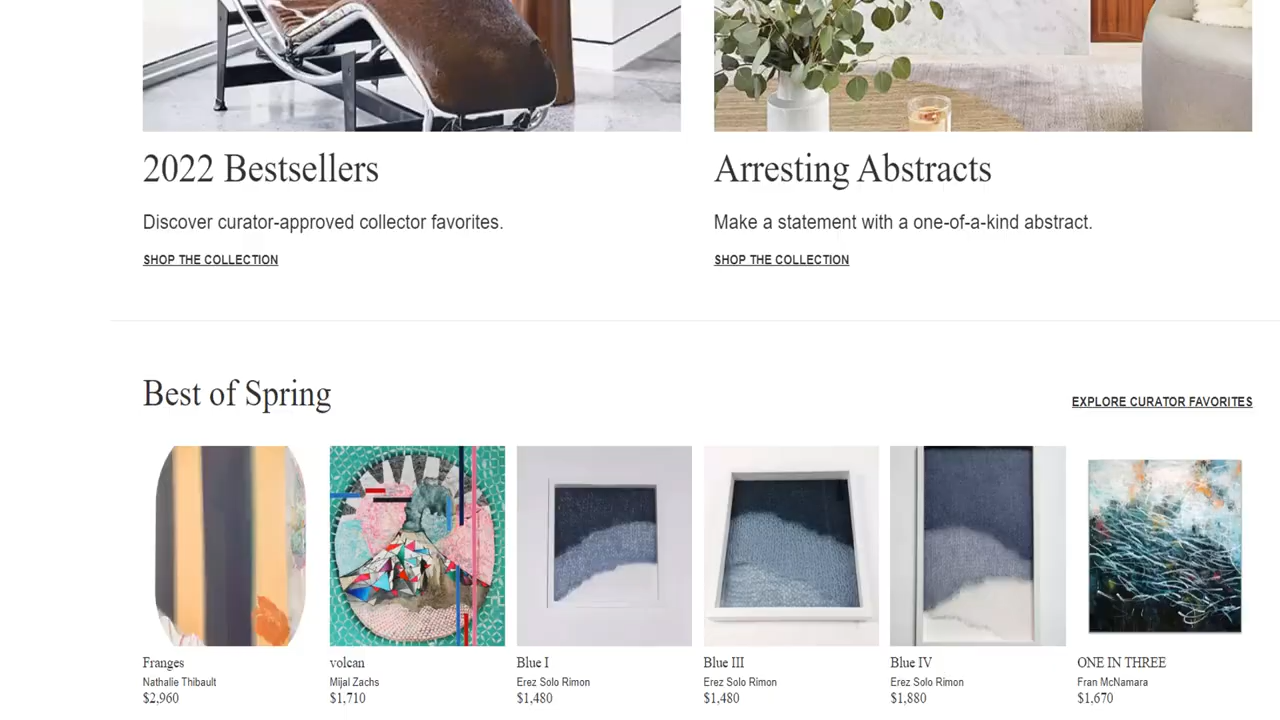 2022 Bestsellers
Discover curator-approved collector favorites.
SHOP THE COLLECTION
Arresting Abstracts
Make a statement with a one-of-a-kind abstract.
SHOP THE COLLECTION
Best of Spring
EXPLORE CURATOR FAVORITES
Franges
Nathalie Thibault
$2,960
volcan
Mijal Zachs
$1,710
Blue I
Erez Solo Rimon
$1,480
Blue III
Erez Solo Rimon
$1,480
Blue IV
Erez Solo Rimon
$1,880
ONE IN THREE
Fran McNamara
$1,670